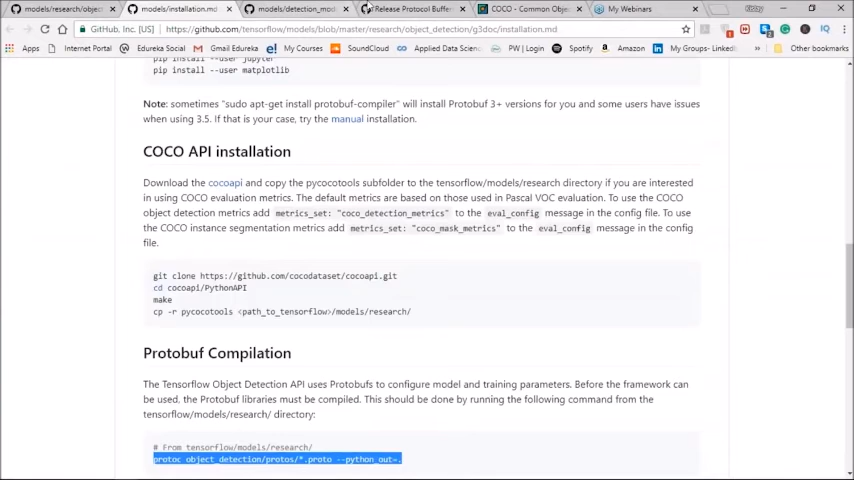 models/research/object
models/installation.md
models/detection_mod
Release Protocol Buffer
COCO - Common Obje
My Webinars
GitHub, Inc. [US]
https://github.com/tensorflow/models/blob/master/research/object_detection/g3doc/installation.md
Apps
Internet Portal
Edureka Social
Gmail Edureka
My Courses
SoundCloud
Applied Data Scienc
PW | Login
Spotify
Amazon
My Groups- LinkedIn
Other bookmarks
pip install --user jupyter
pip install --user matplotlib
Note: sometimes "sudo apt-get install protobuf-compiler" will install Protobuf 3+ versions for you and some users have issues
when using 3.5. If that is your case, try the manual installation.
COCO API installation
Download the cocoapi and copy the pycocotools subfolder to the tensorflow/models/research directory if you are interested
in using COCO evaluation metrics. The default metrics are based on those used in Pascal VOC evaluation. To use the COCO
object detection metrics add metrics_set: "coco_detection_metrics" to the eval_config message in the config file. To use
the COCO instance segmentation metrics add metrics_set: "coco_mask_metrics" to the eval_config message in the config
file.
git clone https://github.com/cocodataset/cocoapi.git
cd cocoapi/PythonAPI
make
cp -r pycocotools <path_to_tensorflow>/models/research/
Protobuf Compilation
The Tensorflow Object Detection API uses Protobufs to configure model and training parameters. Before the framework can
be used, the Protobuf libraries must be compiled. This should be done by running the following command from the
tensorflow/models/research/ directory:
# From tensorflow/models/research/
protoc object_detection/protos/*.proto --python_out=.